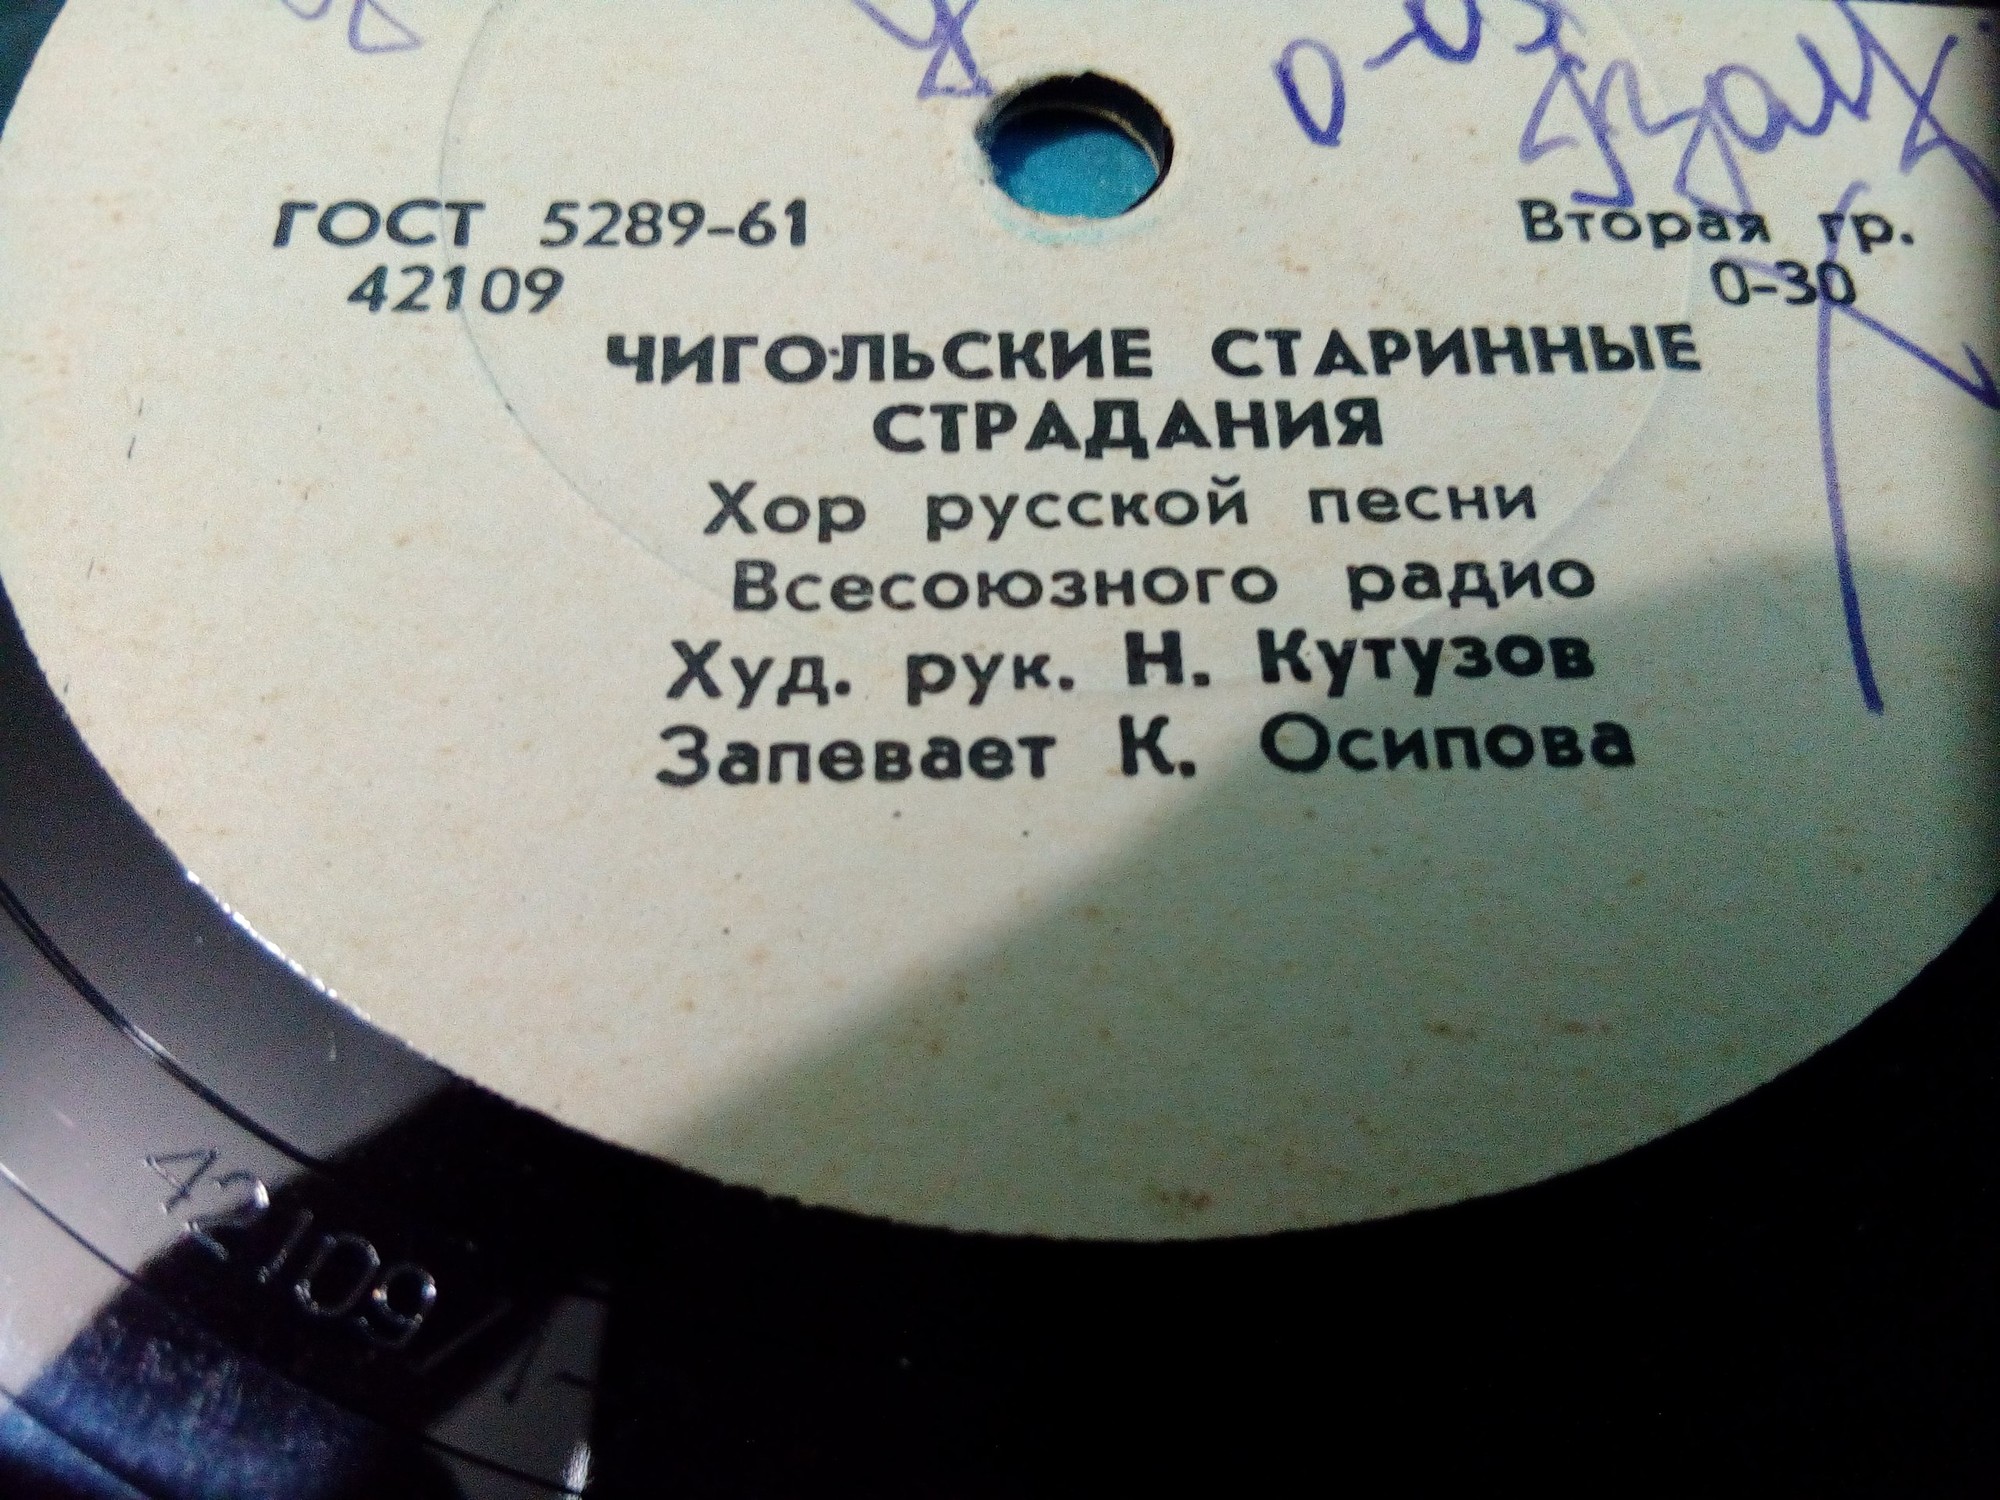 ГОСТ 5289-61 Вторая гр.
42109 0-30
ЧИГОЛЬСКИЕ СТАРИННЫЕ
СТРАДАНИЯ
Хор русской песни
Всесоюзного радио
Худ. рук. Н. Кутузов
Запевает К. Осипова
42109/1-